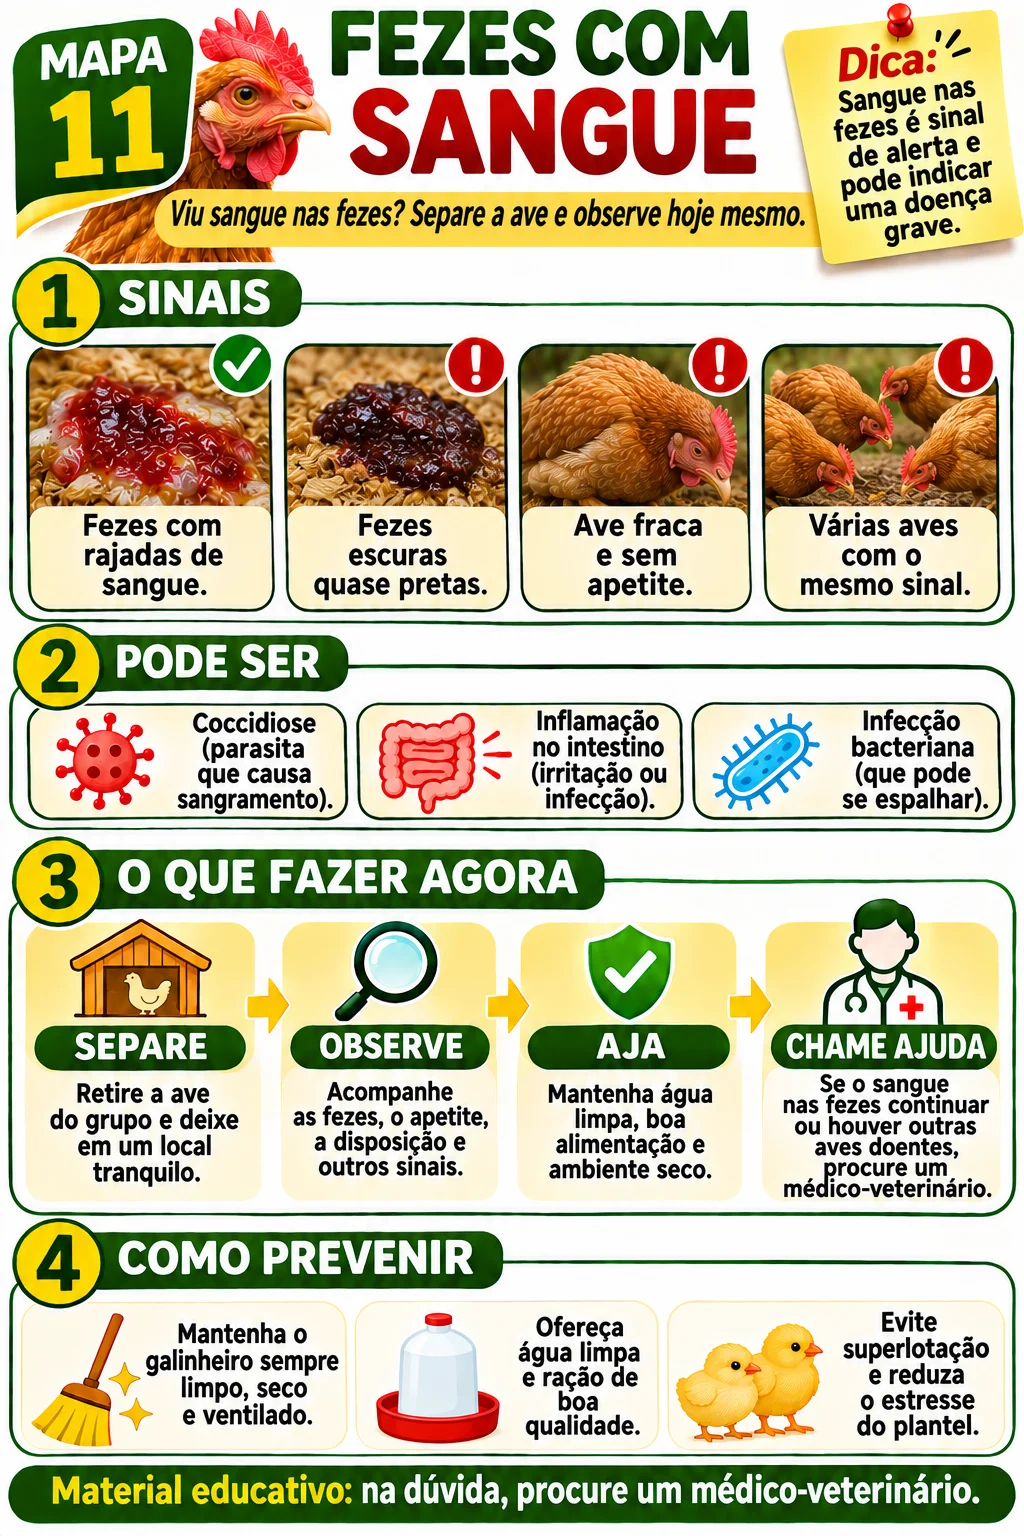 MAPA
11
FEZES COM
SANGUE
Viu sangue nas fezes? Separe a ave e observe hoje mesmo.
Dica:
Sangue nas
fezes é sinal
de alerta e
pode indicar
uma doença
grave.
1 SINAIS
Fezes com
rajadas de
sangue.
Fezes
escuras
quase pretas.
Ave fraca
e sem
apetite.
Várias aves
com o
mesmo sinal.
2 PODE SER
Coccidiose
(parasita
que causa
sangramento).
Inflamação
no intestino
(irritação ou
infecção).
Infecção
bacteriana
(que pode
se espalhar).
3 O QUE FAZER AGORA
SEPARE
Retire a ave
do grupo e deixe
em um local
tranquilo.
OBSERVE
Acompanhe
as fezes, o apetite,
a disposição e
outros sinais.
AJA
Mantenha água
limpa, boa
alimentação e
ambiente seco.
CHAME AJUDA
Se o sangue
nas fezes continuar
ou houver outras
aves doentes,
procure um
médico-veterinário.
4 COMO PREVENIR
Mantenha o
galinheiro sempre
limpo, seco
e ventilado.
Ofereça
água limpa
e ração de
boa
qualidade.
Evite
superlotação
e reduza
o estresse
do plantel.
Material educativo: na dúvida, procure um médico-veterinário.